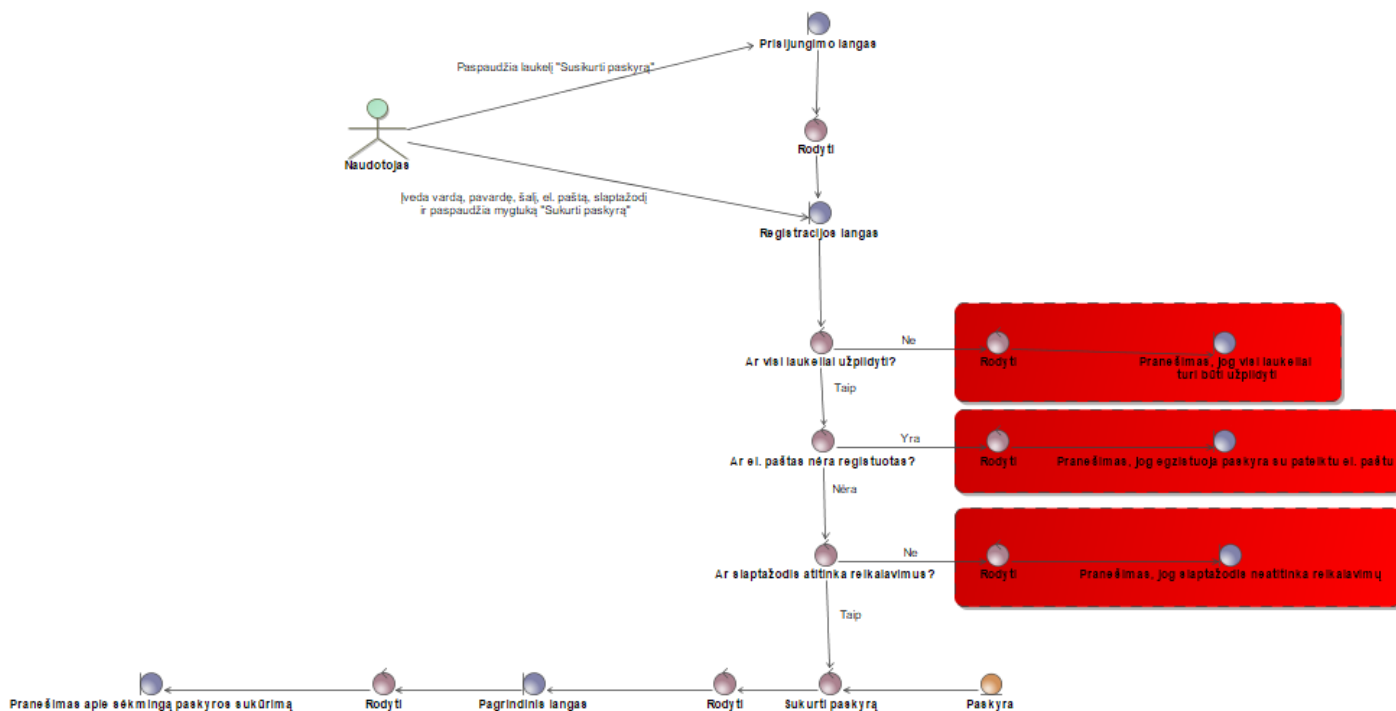 Prisijungimo langas
Paspaudžia laukelį "Susikurti paskyrą"
Naudotojas
Rodyti
Įveda vardą, pavardę, šalį, el. paštą, slaptažodį
ir paspaudžia mygtuką "Sukurti paskyrą"
Registracijos langas
Ar visi laukeliai užpildyti?
Ne
Rodyti
Pranešimas, jog visi laukeliai
turi būti užpildyti
Taip
Ar el. paštas nėra registuotas?
Yra
Rodyti
Pranešimas, jog egzistuoja paskyra su pateiktu el. paštu
Nėra
Ar slaptažodis atitinka reikalavimus?
Ne
Rodyti
Pranešimas, jog slaptažodis neatitinka reikalavimų
Taip
Pranešimas apie sėkmingą paskyros sukūrimą
Rodyti
Pagrindinis langas
Rodyti
Sukurti paskyrą
Paskyra